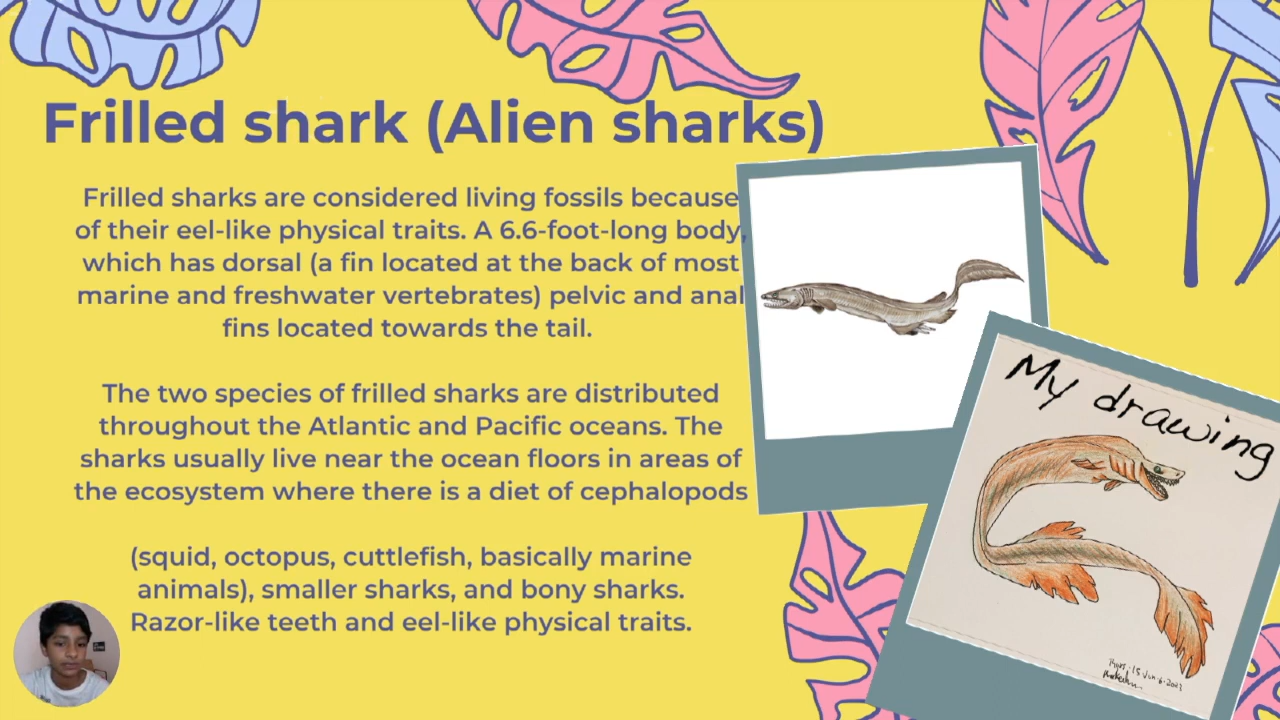 Frilled shark (Alien sharks)
Frilled sharks are considered living fossils because
of their eel-like physical traits. A 6.6-foot-long body,
which has dorsal (a fin located at the back of most
marine and freshwater vertebrates) pelvic and anal
fins located towards the tail.
The two species of frilled sharks are distributed
throughout the Atlantic and Pacific oceans. The
sharks usually live near the ocean floors in areas of
the ecosystem where there is a diet of cephalopods
(squid, octopus, cuttlefish, basically marine
animals), smaller sharks, and bony sharks.
Razor-like teeth and eel-like physical traits.
My drawing